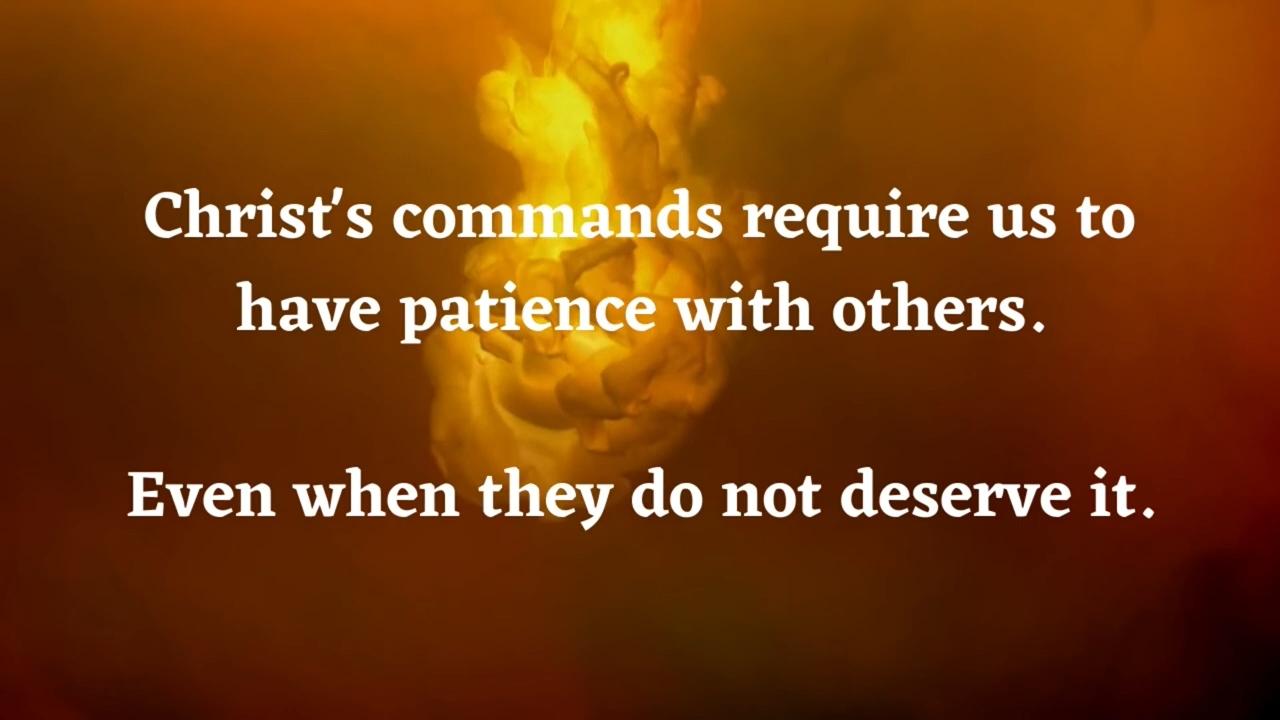 Christ's commands require us to
have patience with others.
Even when they do not deserve it.